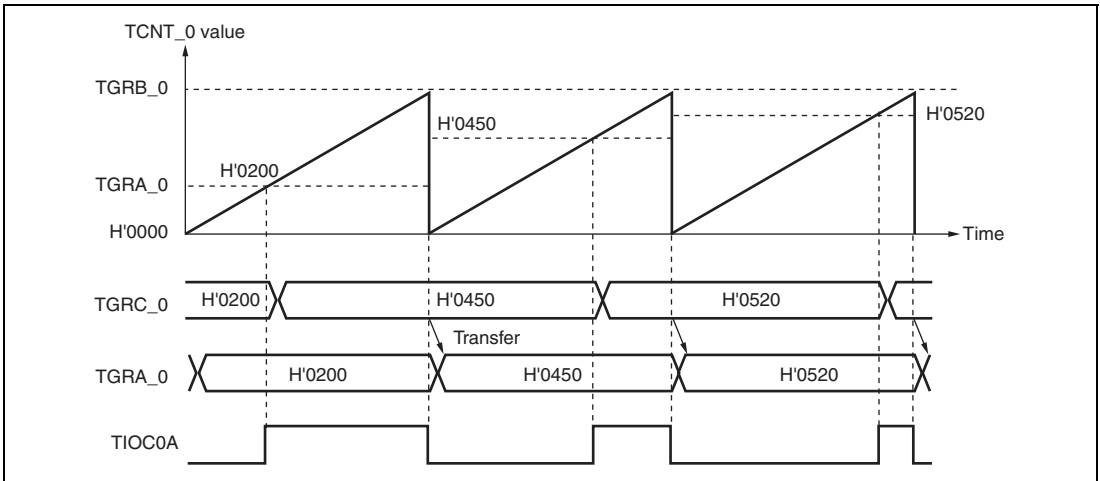 TCNT_0 value
TGRB_0
H'0450
H'0520
H'0200
TGRA_0
H'0000
Time
TGRC_0
H'0200
H'0450
H'0520
Transfer
TGRA_0
H'0200
H'0450
H'0520
TIOC0A